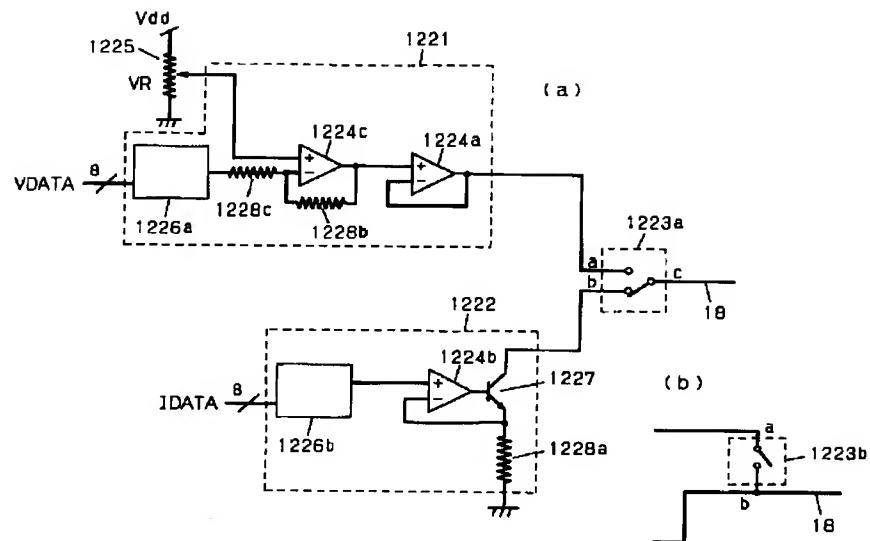 Vdd
1225
VR
1221
(a)
1224c
1224a
+
−
+
−
VDATA
8
1226a
1228c
1228b
1223a
a
b
c
18
1222
1224b
+
−
1227
IDATA
8
1226b
1228a
(b)
a
1223b
b
18